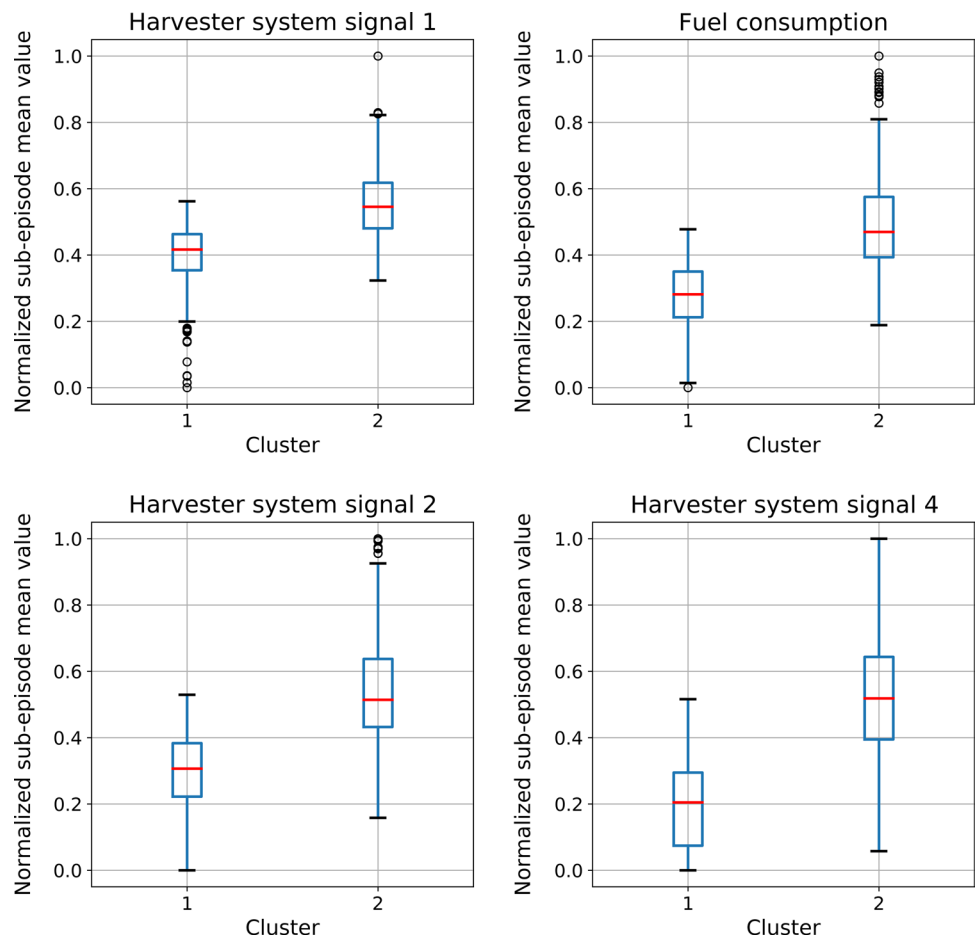 Harvester system signal 1
Normalized sub-episode mean value
1.0
0.8
0.6
0.4
0.2
0.0
1
2
Cluster
Fuel consumption
Normalized sub-episode mean value
1.0
0.8
0.6
0.4
0.2
0.0
1
2
Cluster
Harvester system signal 2
Normalized sub-episode mean value
1.0
0.8
0.6
0.4
0.2
0.0
1
2
Cluster
Harvester system signal 4
Normalized sub-episode mean value
1.0
0.8
0.6
0.4
0.2
0.0
1
2
Cluster